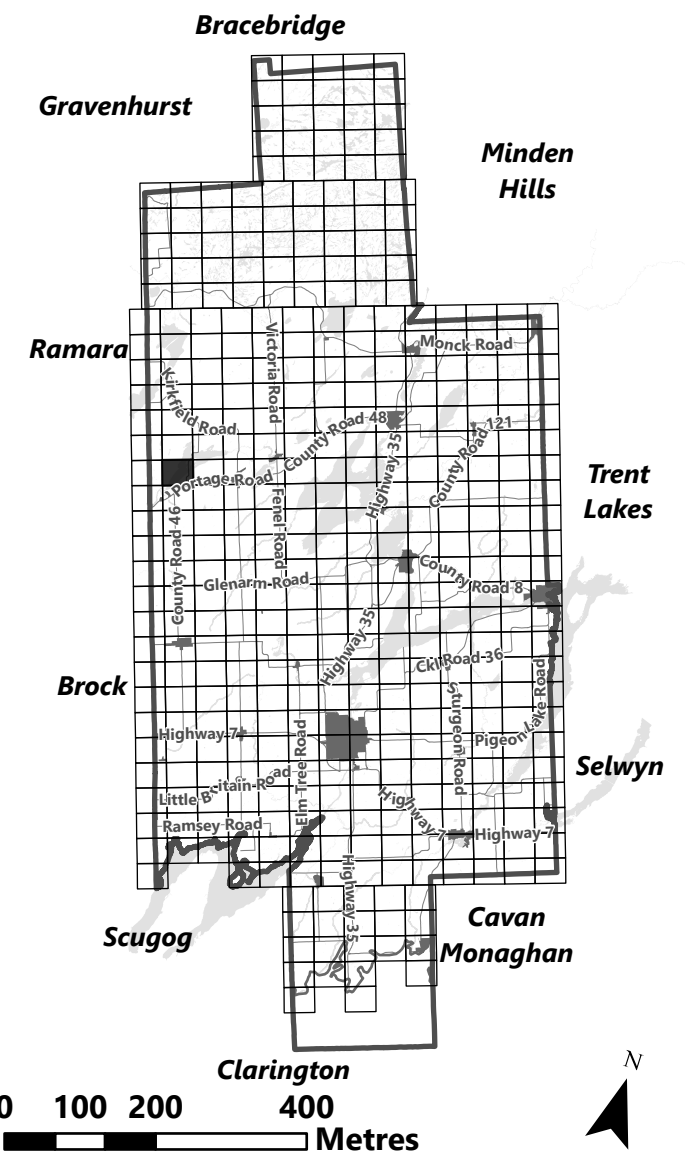 Bracebridge
Gravenhurst
Minden
Hills
Ramara
Victoria Road
Monck Road
Kirkfield Road
County Road 48
County Road 121
Highway 35
Portage Road
Trent
Lakes
County Road 46
Fenel Road
Glenarm Road
County Road 8
Highway 35
Ckl Road 36
Brock
Sturgeon Road
Pigeon Lake Road
Highway 7
Elm Tree Road
Selwyn
Little Britain Road
Highway 7
Ramsey Road
Highway 7
Highway 35
Scugog
Cavan
Monaghan
Clarington
N
0 100 200 400
Metres